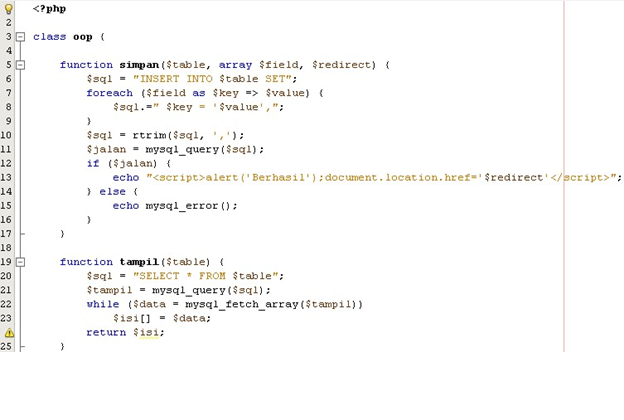 <?php
2
3 class oop {
4
5 function simpan($table, array $field, $redirect) {
6 $sql = "INSERT INTO $table SET";
7 foreach ($field as $key => $value) {
8 $sql.=" $key = '$value',";
9 }
10 $sql = rtrim($sql, ',');
11 $jalan = mysql_query($sql);
12 if ($jalan) {
13 echo "<script>alert('Berhasil');document.location.href='$redirect'</script>";
14 } else {
15 echo mysql_error();
16 }
17 }
18
19 function tampil($table) {
20 $sql = "SELECT * FROM $table";
21 $tampil = mysql_query($sql);
22 while ($data = mysql_fetch_array($tampil))
23 $isi[] = $data;
return $isi;
25 }